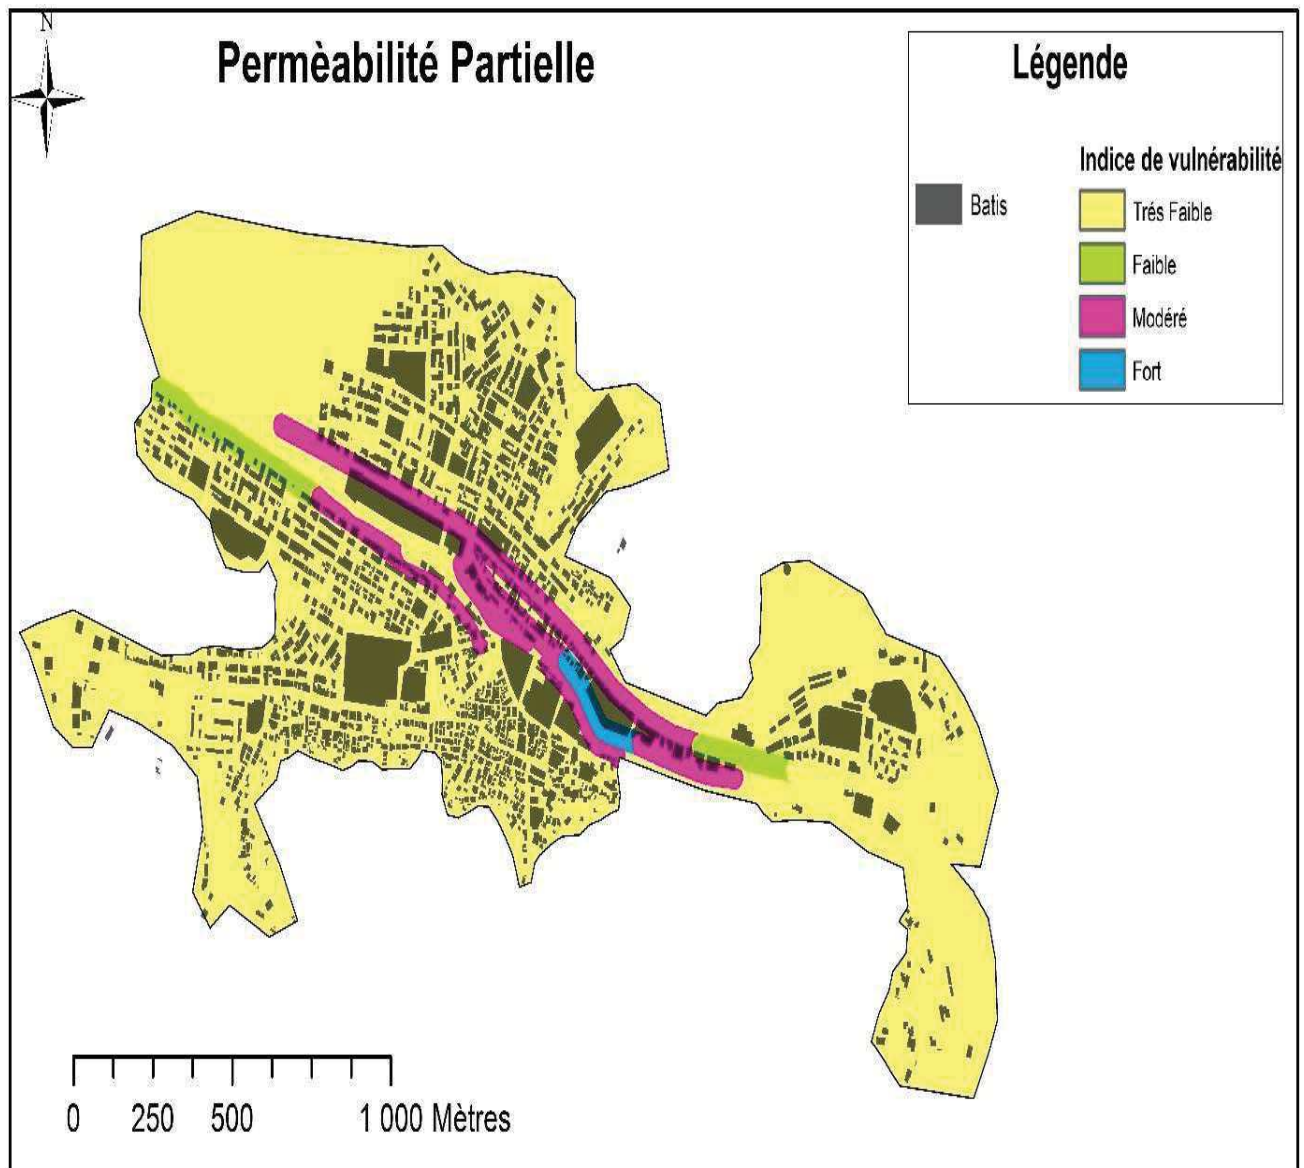 N
Permèabilité Partielle
Légende
Indice de vulnérabilité
Batis
Trés Faible
Faible
Modéré
Fort
0 250 500 1 000 Mètres